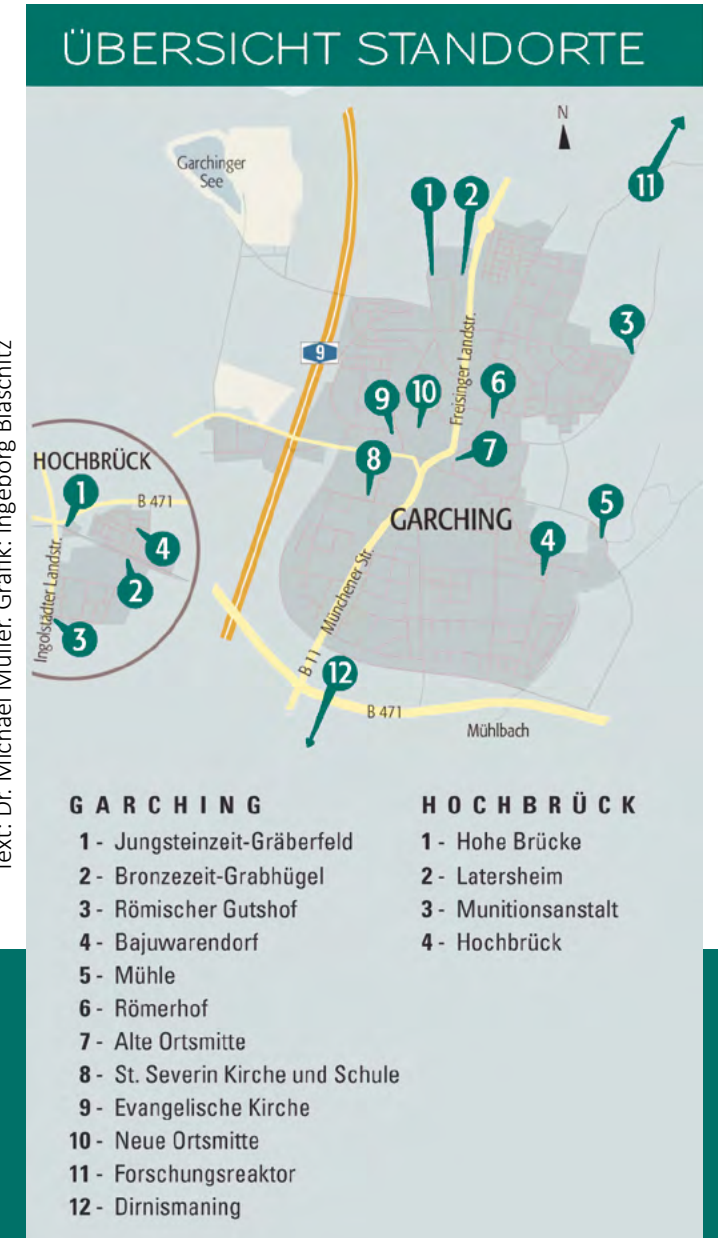 ÜBERSICHT STANDORTE
N
Garchinger
See
1
2
11
3
9
Freisinger Landstr.
6
10
9
7
8
HOCHBRÜCK
1
B 471
4
2
3
Ingolstädter Landstr.
GARCHING
5
4
Münchener Str.
B 11
12
B 471
Mühlbach
GARCHING
1 - Jungsteinzeit-Gräberfeld
2 - Bronzezeit-Grabhügel
3 - Römischer Gutshof
4 - Bajuwarendorf
5 - Mühle
6 - Römerhof
7 - Alte Ortsmitte
8 - St. Severin Kirche und Schule
9 - Evangelische Kirche
10 - Neue Ortsmitte
11 - Forschungsreaktor
12 - Dirnismaning
HOCHBRÜCK
1 - Hohe Brücke
2 - Latersheim
3 - Munitionsanstalt
4 - Hochbrück
Text: Dr. Michael Müller. Grafik: Ingeborg Blaschitz